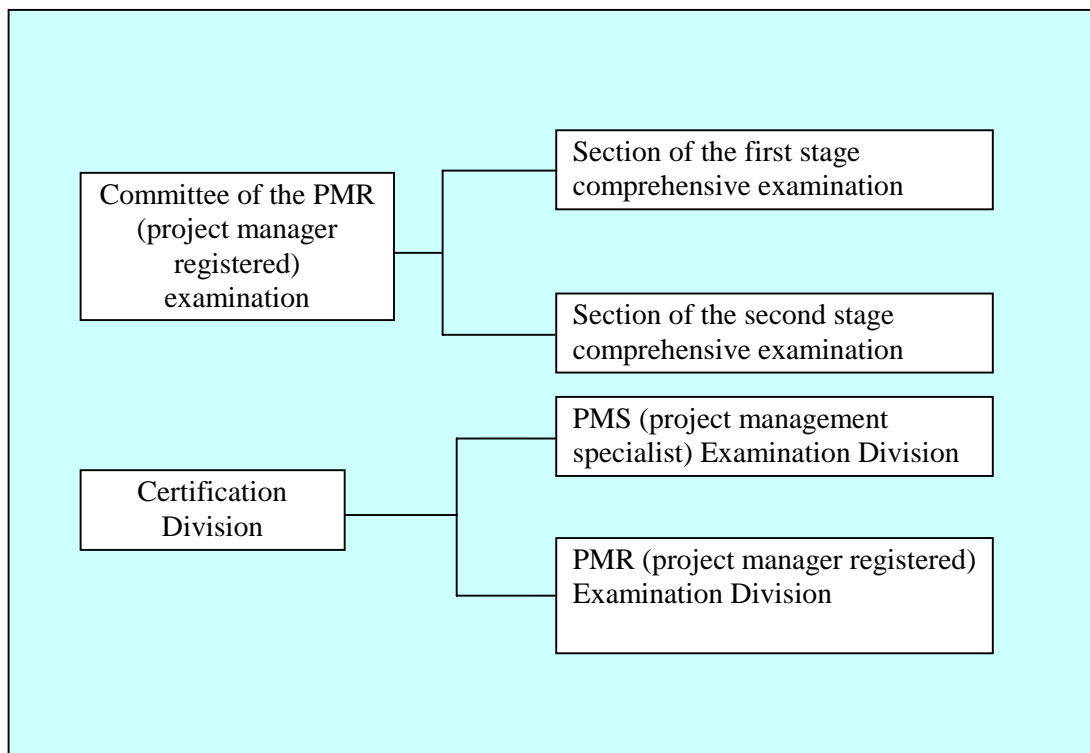 Committee of the PMR
(project manager
registered)
examination
Section of the first stage
comprehensive examination
Section of the second stage
comprehensive examination
Certification
Division
PMS (project management
specialist) Examination Division
PMR (project manager registered)
Examination Division